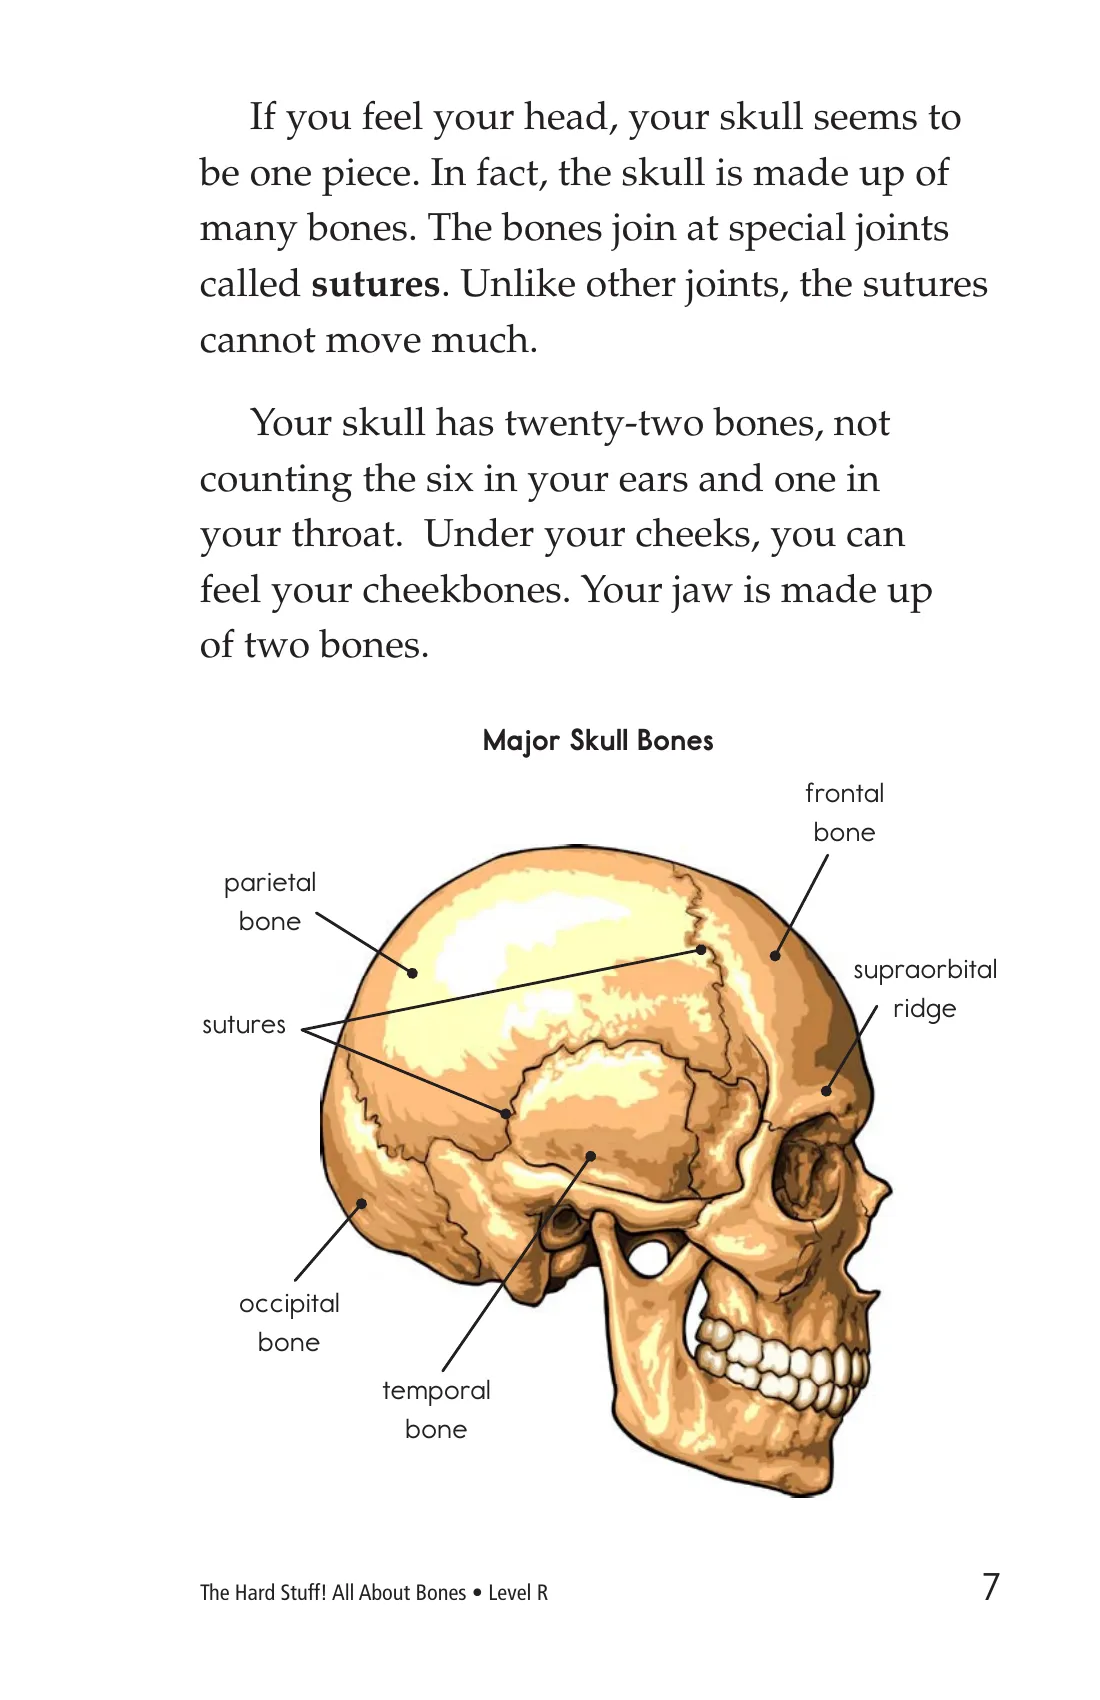 If you feel your head, your skull seems to
be one piece. In fact, the skull is made up of
many bones. The bones join at special joints
called sutures. Unlike other joints, the sutures
cannot move much.
Your skull has twenty-two bones, not
counting the six in your ears and one in
your throat.  Under your cheeks, you can
feel your cheekbones. Your jaw is made up
of two bones.
Major Skull Bones
frontal
bone
parietal
bone
supraorbital
ridge
sutures
occipital
bone
temporal
bone
The Hard Stuff! All About Bones • Level R
7